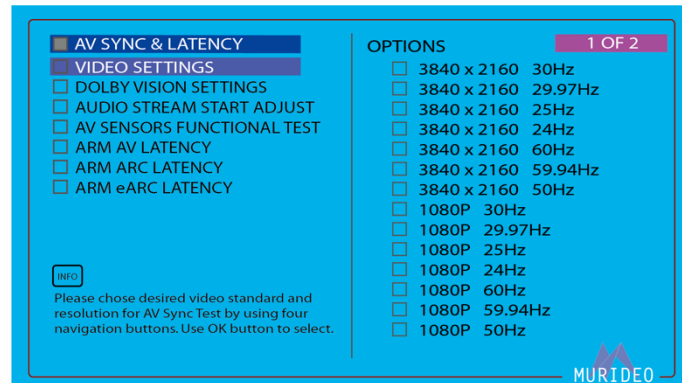 AV SYNC & LATENCY
VIDEO SETTINGS
DOLBY VISION SETTINGS
AUDIO STREAM START ADJUST
AV SENSORS FUNCTIONAL TEST
ARM AV LATENCY
ARM ARC LATENCY
ARM eARC LATENCY
INFO
Please chose desired video standard and
resolution for AV Sync Test by using four
navigation buttons. Use OK button to select.
OPTIONS
1 OF 2
3840 x 2160 30Hz
3840 x 2160 29.97Hz
3840 x 2160 25Hz
3840 x 2160 24Hz
3840 x 2160 60Hz
3840 x 2160 59.94Hz
3840 x 2160 50Hz
1080P 30Hz
1080P 29.97Hz
1080P 25Hz
1080P 24Hz
1080P 60Hz
1080P 59.94Hz
1080P 50Hz
MURIDEO